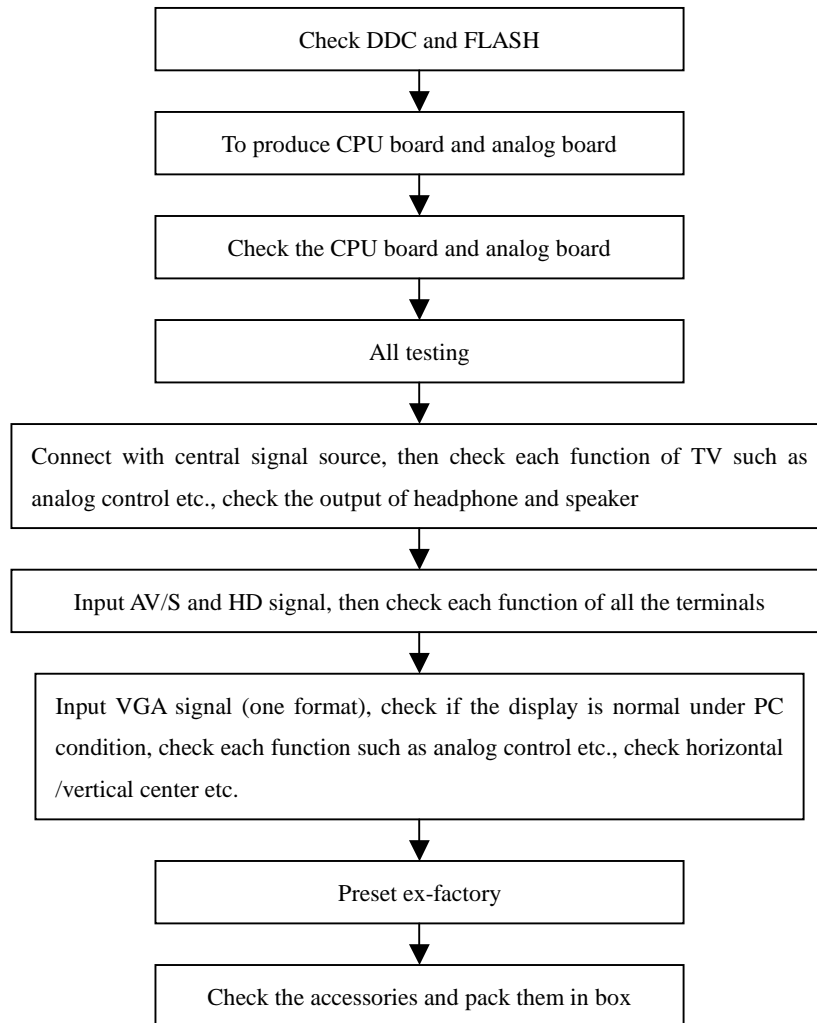 Check DDC and FLASH
To produce CPU board and analog board
Check the CPU board and analog board
All testing
Connect with central signal source, then check each function of TV such as
analog control etc., check the output of headphone and speaker
Input AV/S and HD signal, then check each function of all the terminals
Input VGA signal (one format), check if the display is normal under PC
condition, check each function such as analog control etc., check horizontal
/vertical center etc.
Preset ex-factory
Check the accessories and pack them in box